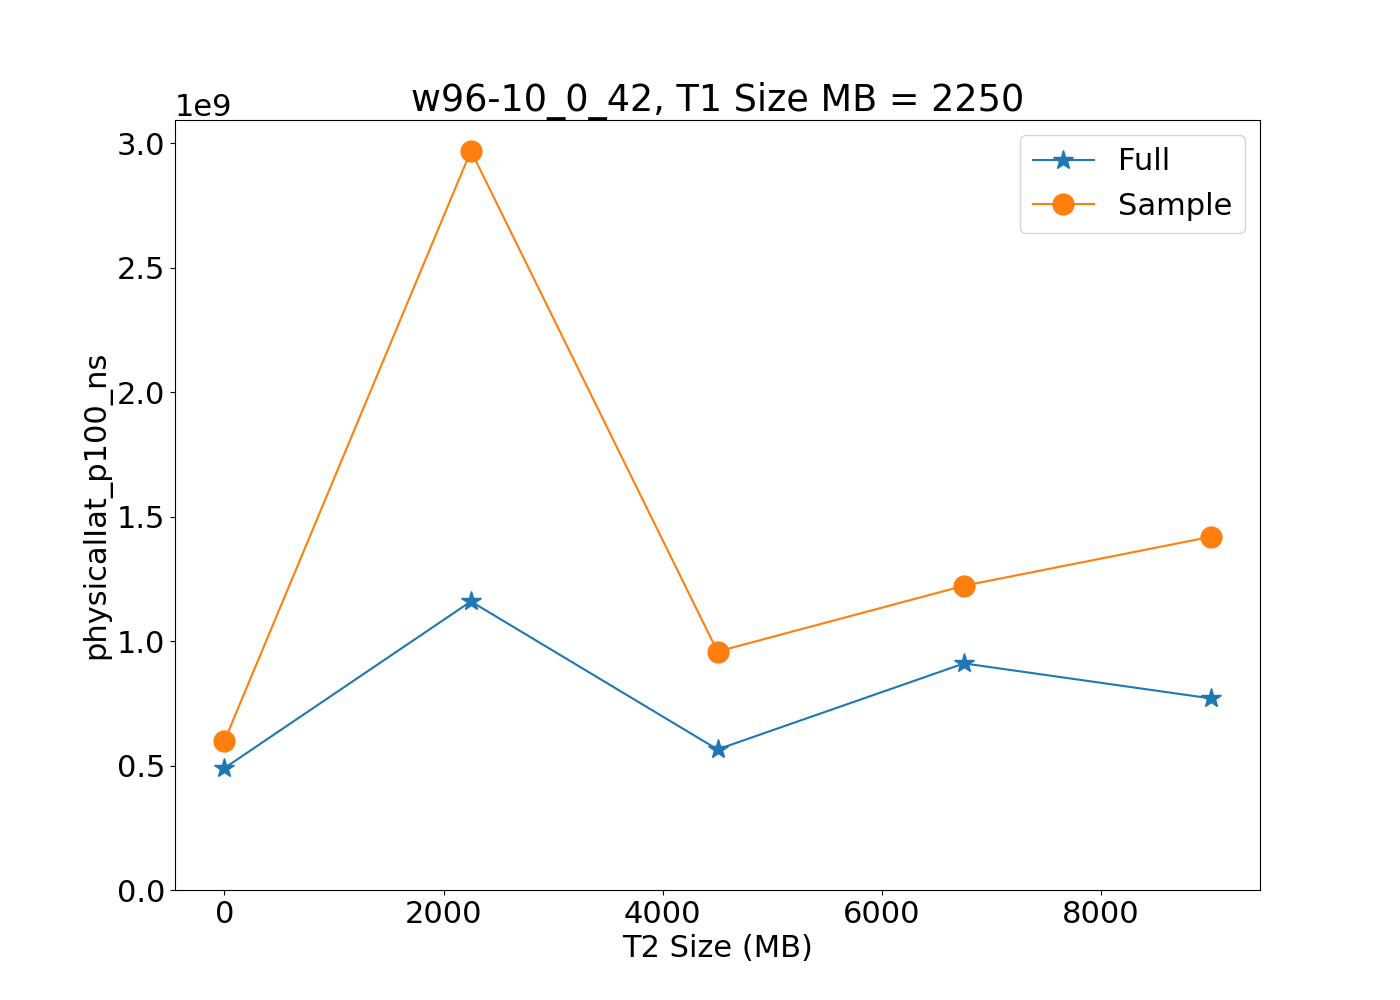 w96-10_0_42, T1 Size MB = 2250
1e9
Full
Sample
3.0
2.5
2.0
1.5
1.0
0.5
0.0
physicallat_p100_ns
0 2000 4000 6000 8000
T2 Size (MB)